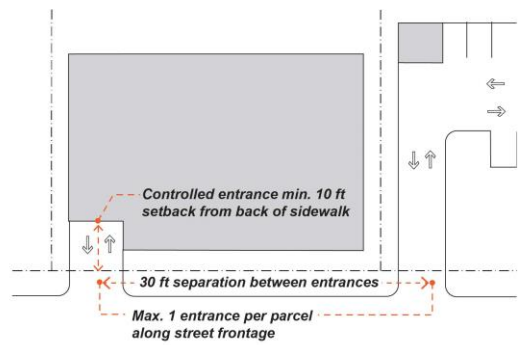 Controlled entrance min. 10 ft
setback from back of sidewalk
30 ft separation between entrances
Max. 1 entrance per parcel
along street frontage